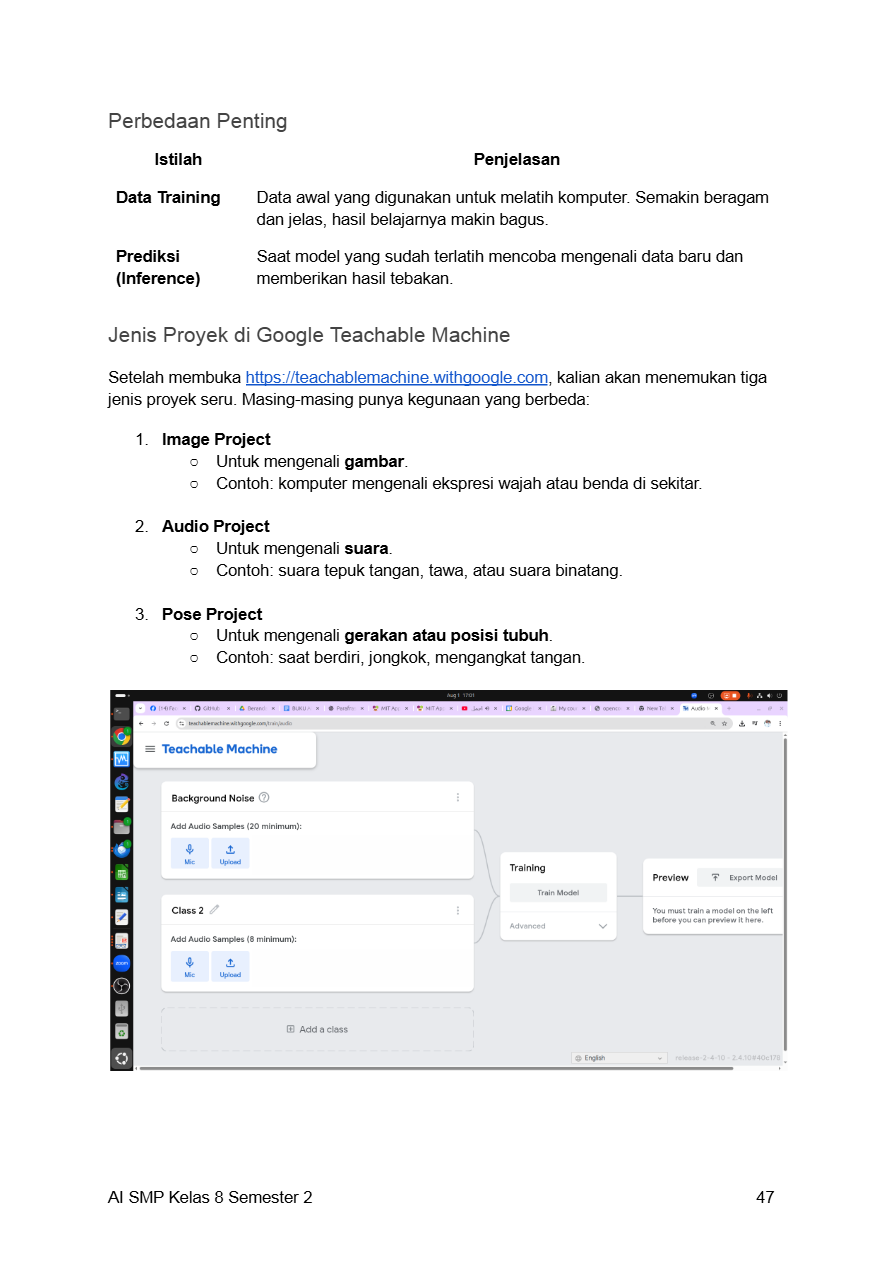 Perbedaan Penting
Istilah Penjelasan
Data Training Data awal yang digunakan untuk melatih komputer. Semakin beragam
dan jelas, hasil belajarnya makin bagus.
Prediksi Saat model yang sudah terlatih mencoba mengenali data baru dan
(Inference) memberikan hasil tebakan.
Jenis Proyek di Google Teachable Machine
Setelah membuka https://teachablemachine.withgoogle.com, kalian akan menemukan tiga
jenis proyek seru. Masing-masing punya kegunaan yang berbeda:
1. Image Project
○ Untuk mengenali gambar.
○ Contoh: komputer mengenali ekspresi wajah atau benda di sekitar.
2. Audio Project
○ Untuk mengenali suara.
○ Contoh: suara tepuk tangan, tawa, atau suara binatang.
3. Pose Project
○ Untuk mengenali gerakan atau posisi tubuh.
○ Contoh: saat berdiri, jongkok, mengangkat tangan.
Aug 1 17:01
teachablemachine.withgoogle.com/train/audio
Teachable Machine
Background Noise
Add Audio Samples (20 minimum):
Mic Upload
Class 2
Add Audio Samples (8 minimum):
Mic Upload
Add a class
Training
Train Model
Advanced
Preview Export Model
You must train a model on the left
before you can preview it here.
English
AI SMP Kelas 8 Semester 2 47